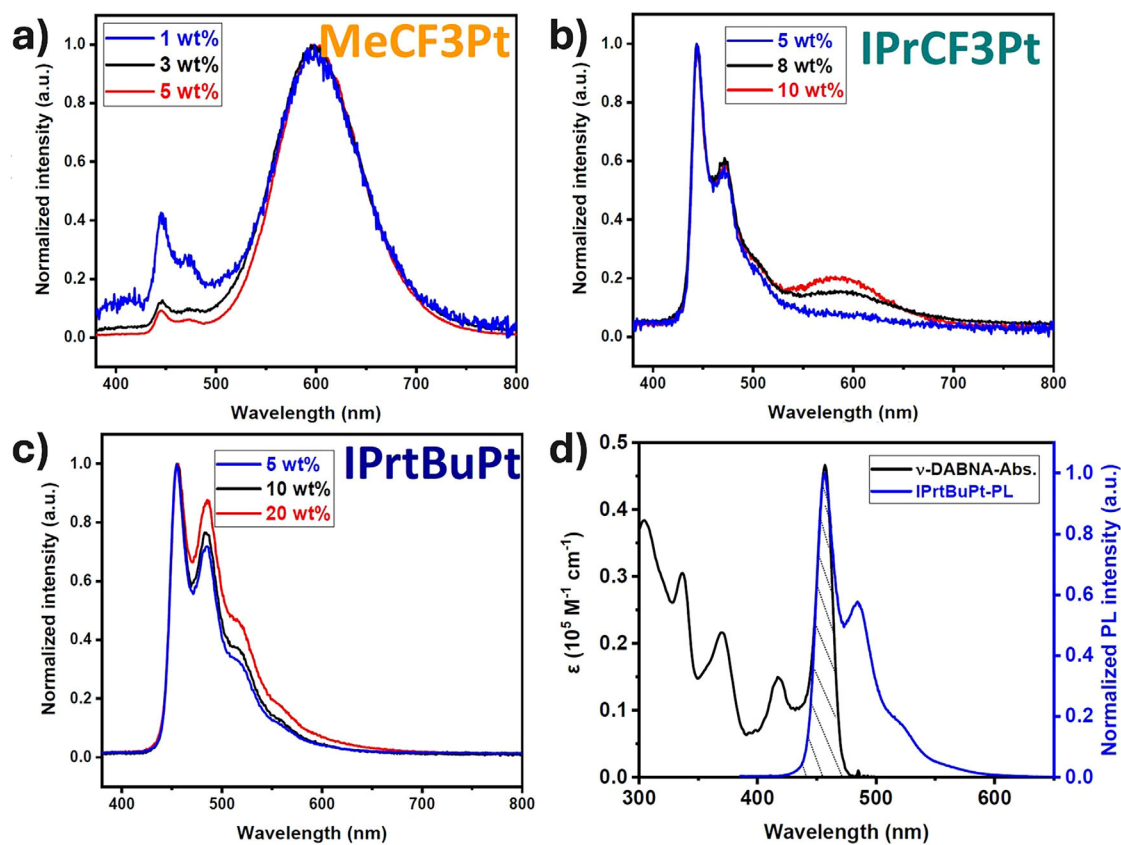 a)
MeCF3Pt
1 wt%
3 wt%
5 wt%
Normalized intensity (a.u.)
1.0
0.8
0.6
0.4
0.2
0.0
400 500 600 700 800
Wavelength (nm)
b)
IPrCF3Pt
5 wt%
8 wt%
10 wt%
Normalized intensity (a.u.)
1.0
0.8
0.6
0.4
0.2
0.0
400 500 600 700 800
Wavelength (nm)
c)
IPrtBuPt
5 wt%
10 wt%
20 wt%
Normalized intensity (a.u.)
1.0
0.8
0.6
0.4
0.2
0.0
400 500 600 700 800
Wavelength (nm)
d)
ν-DABNA-Abs.
IPrtBuPt-PL
ε (10⁵ M⁻¹ cm⁻¹)
0.5
0.4
0.3
0.2
0.1
0.0
300 400 500 600
Wavelength (nm)
1.0
0.8
0.6
0.4
0.2
0.0
Normalized PL intensity (a.u.)